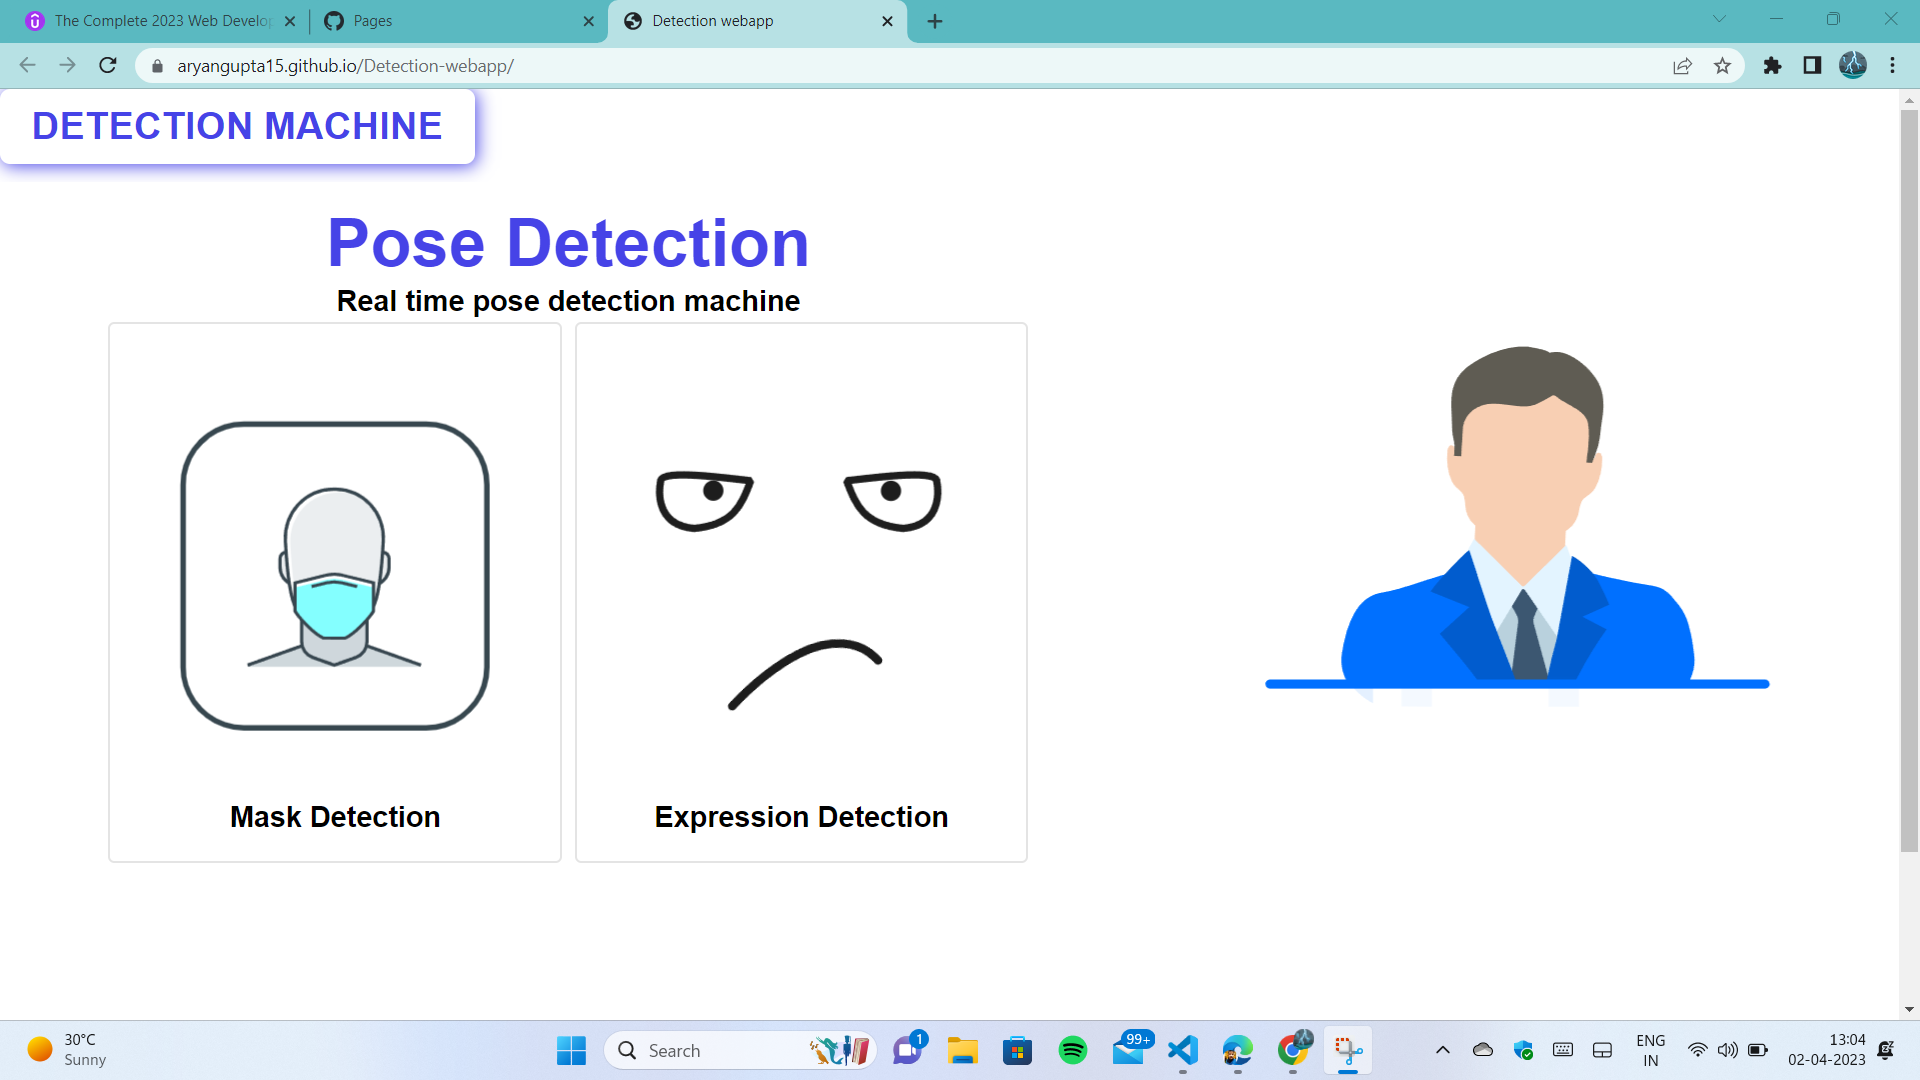 The Complete 2023 Web Develop
Pages
Detection webapp
aryangupta15.github.io/Detection-webapp/
DETECTION MACHINE
Pose Detection
Real time pose detection machine
Mask Detection
Expression Detection
30°C
Sunny
Search
1
99+
ENG
IN
13:04
02-04-2023